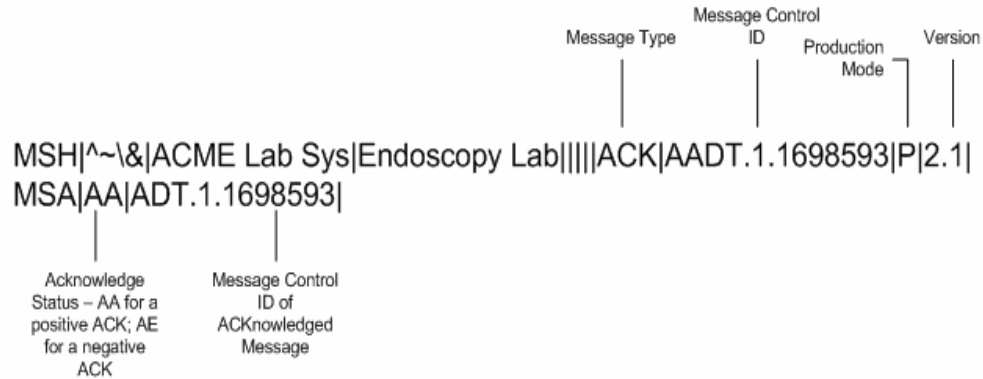 Message Type
Message Control
ID
Production
Mode
Version
MSH|^~\&|ACME Lab Sys|Endoscopy Lab|||||ACK|AADT.1.1698593|P|2.1|
MSA|AA|ADT.1.1698593|
Acknowledge
Status – AA for a
positive ACK; AE
for a negative
ACK
Message Control
ID of
ACKnowledged
Message